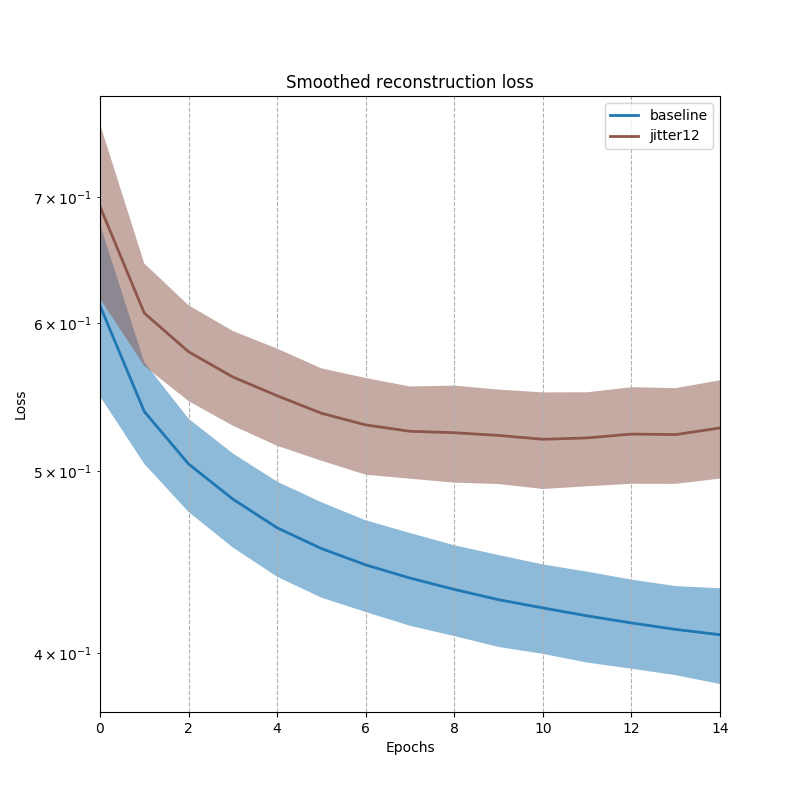 Smoothed reconstruction loss
baseline
jitter12
7 × 10⁻¹
6 × 10⁻¹
5 × 10⁻¹
4 × 10⁻¹
Loss
0 2 4 6 8 10 12 14
Epochs